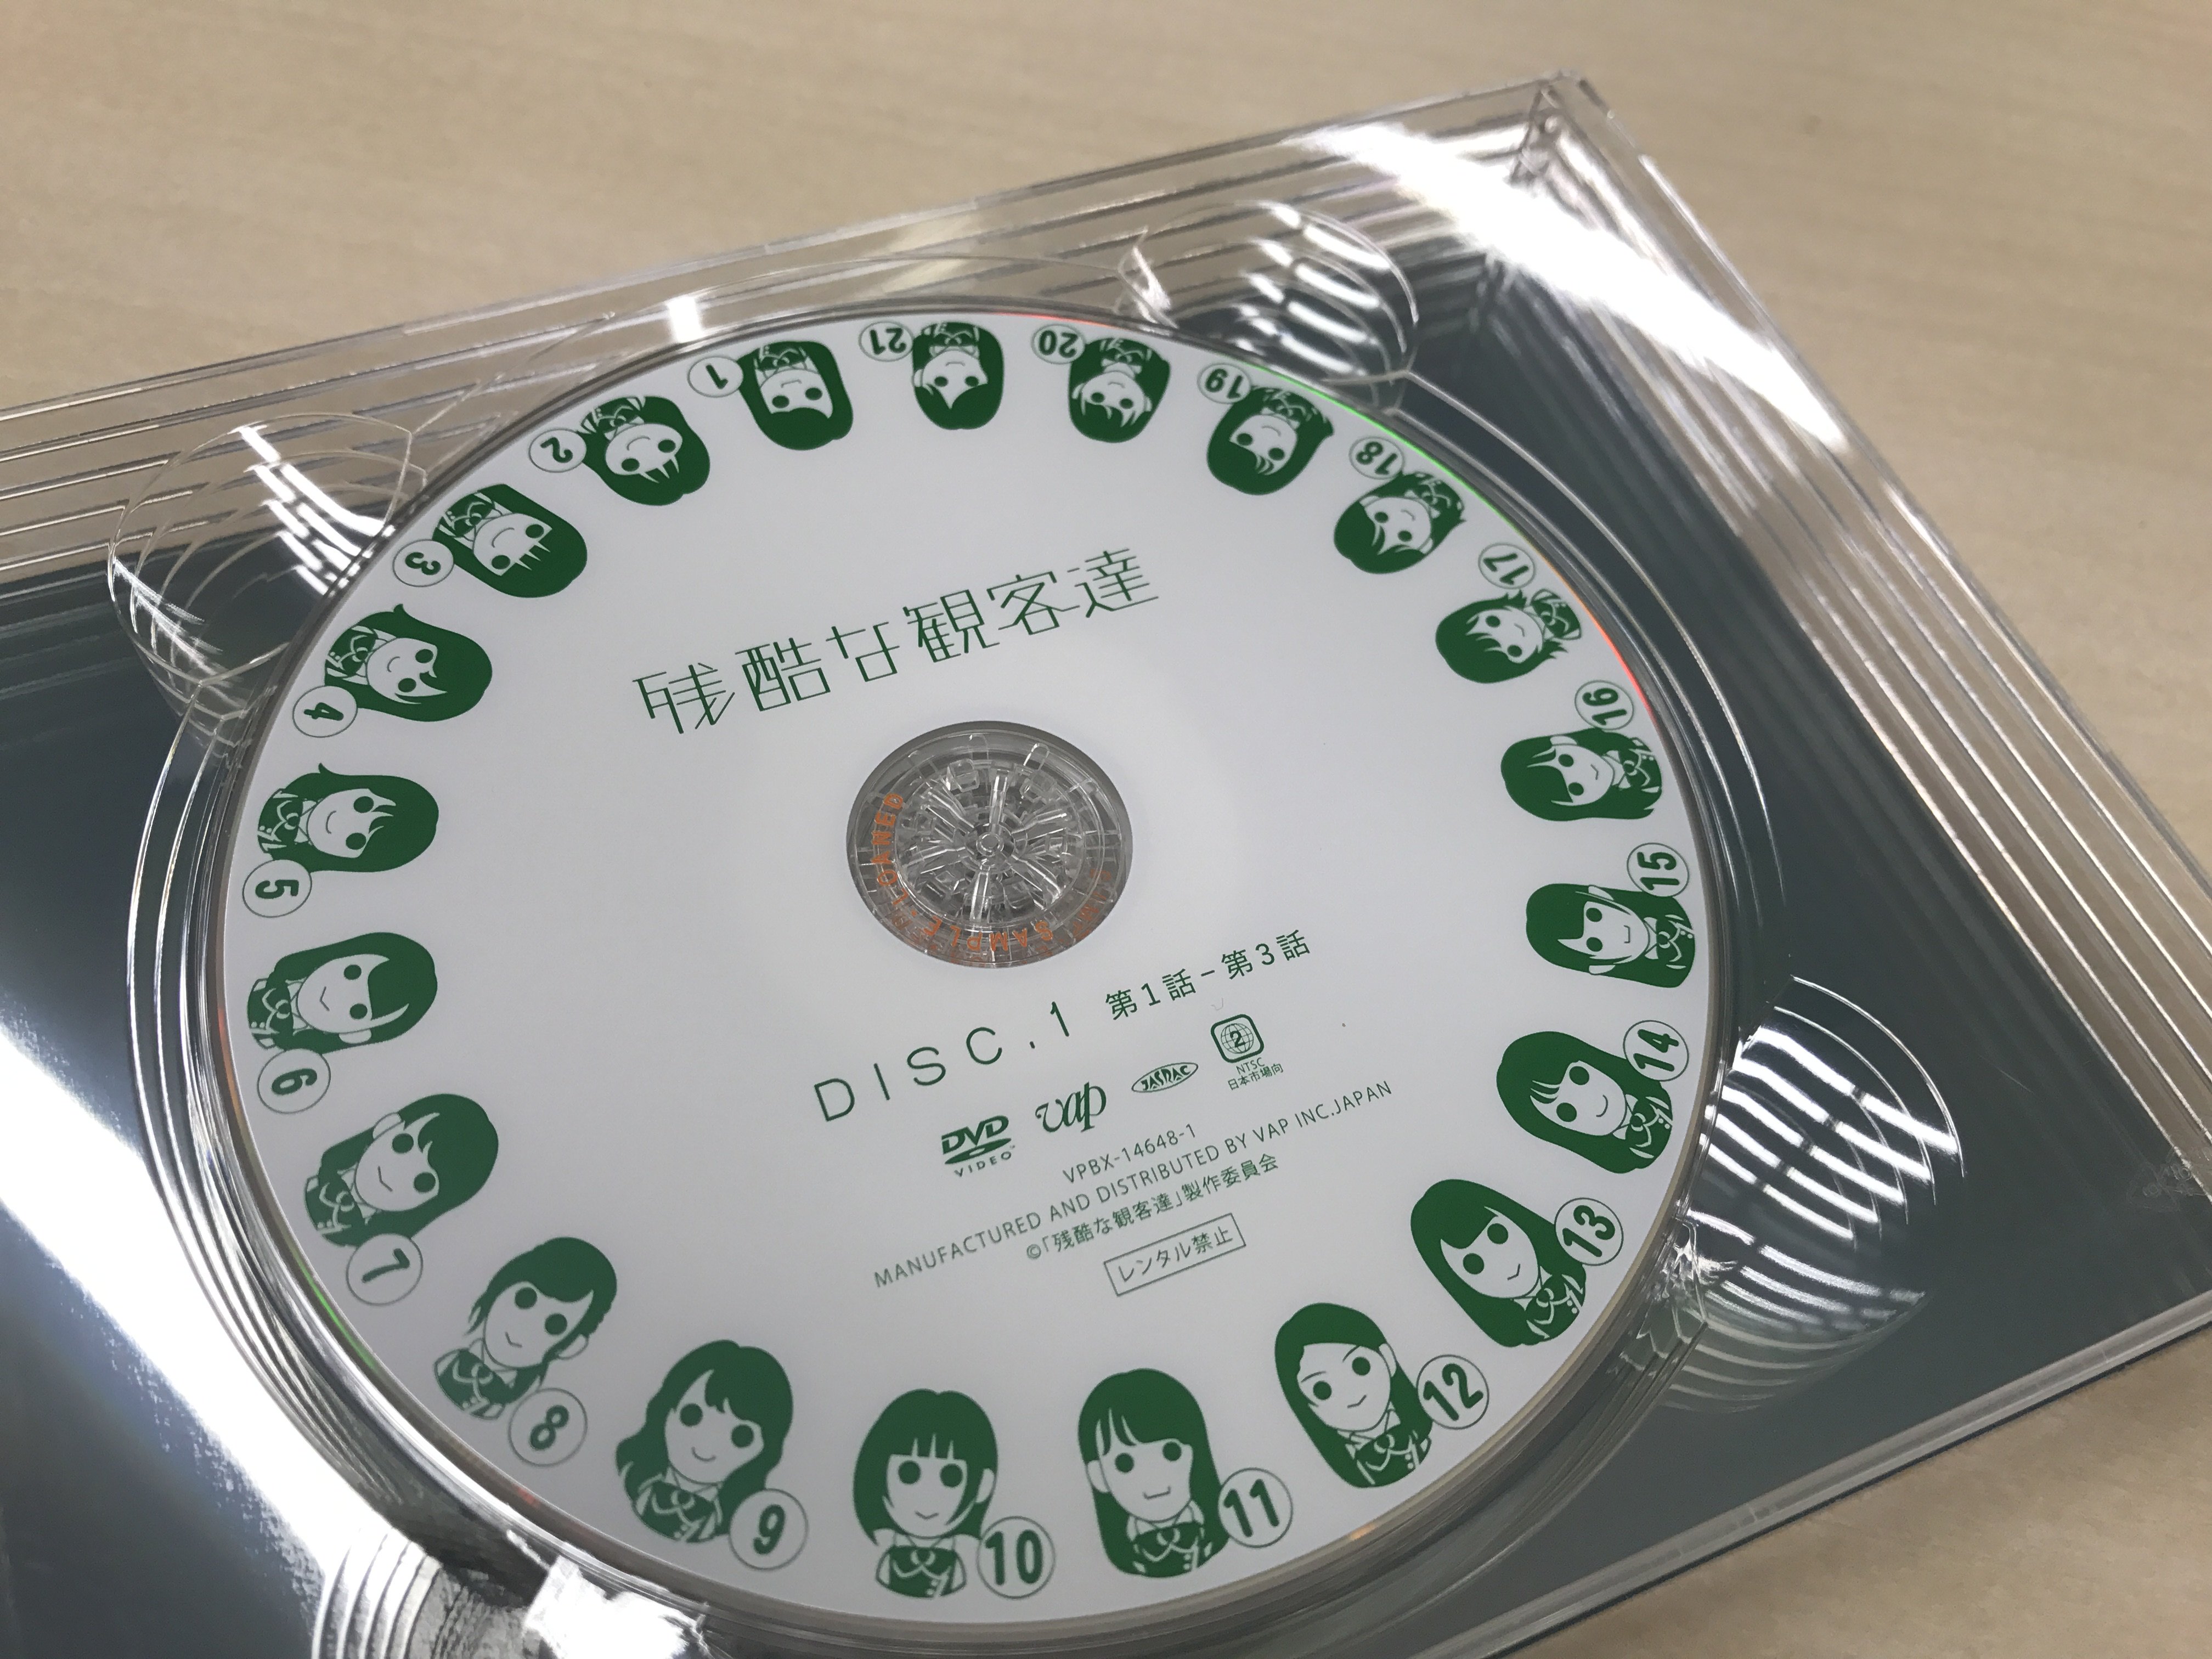 残酷な観客達
SAMPLE LOANED
DISC.1 第1話-第3話
DVD VIDEO™ vap JASRAC 2
NTSC
日本市場向
VPBX-14648-1
MANUFACTURED AND DISTRIBUTED BY VAP INC.JAPAN
©「残酷な観客達」製作委員会
レンタル禁止
1
2
3
4
5
6
7
8
9
10
11
12
13
14
15
16
17
18
19
20
21